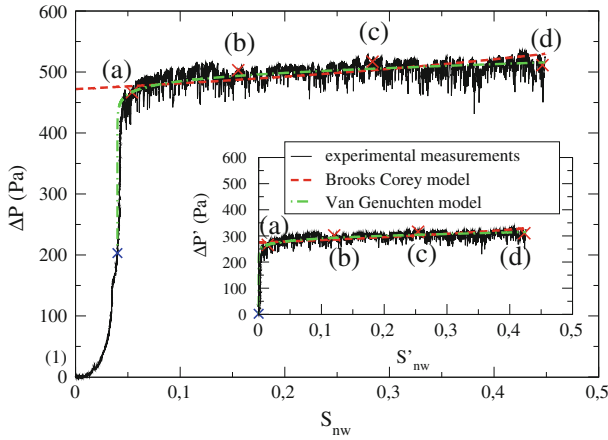 600
500
400
300
200
100
(1)
0
ΔP (Pa)
0
0,1
0,2
0,3
0,4
0,5
S_nw
(a)
(b)
(c)
(d)
experimental measurements
Brooks Corey model
Van Genuchten model
600
500
400
300
200
100
0
ΔP' (Pa)
(a)
(b)
(c)
(d)
0
0,1
0,2
0,3
0,4
0,5
S'_nw